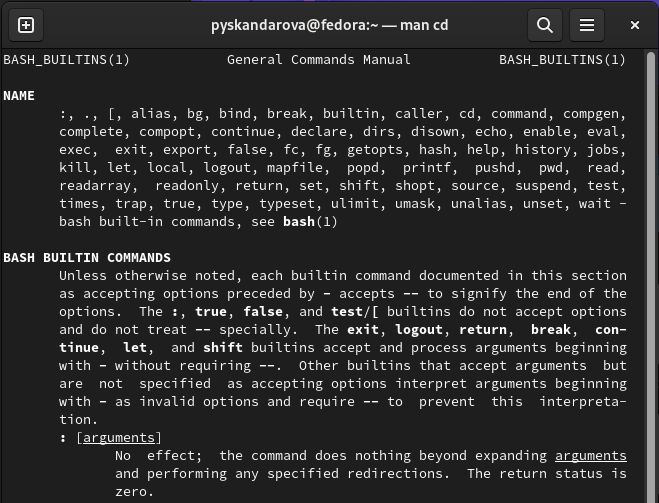 pyskandarova@fedora:~ — man cd
BASH_BUILTINS(1) General Commands Manual BASH_BUILTINS(1)
NAME
:, ., [, alias, bg, bind, break, builtin, caller, cd, command, compgen,
complete, compopt, continue, declare, dirs, disown, echo, enable, eval,
exec, exit, export, false, fc, fg, getopts, hash, help, history, jobs,
kill, let, local, logout, mapfile, popd, printf, pushd, pwd, read,
readarray, readonly, return, set, shift, shopt, source, suspend, test,
times, trap, true, type, typeset, ulimit, umask, unalias, unset, wait -
bash built-in commands, see bash(1)
BASH BUILTIN COMMANDS
Unless otherwise noted, each builtin command documented in this section
as accepting options preceded by - accepts -- to signify the end of the
options. The :, true, false, and test/[ builtins do not accept options
and do not treat -- specially. The exit, logout, return, break, con-
tinue, let, and shift builtins accept and process arguments beginning
with - without requiring --. Other builtins that accept arguments but
are not specified as accepting options interpret arguments beginning
with - as invalid options and require -- to prevent this interpreta-
tion.
: [arguments]
No effect; the command does nothing beyond expanding arguments
and performing any specified redirections. The return status is
zero.